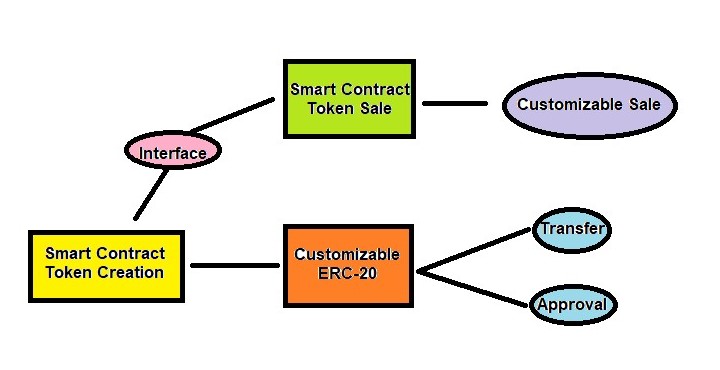 Smart Contract
Token Sale
Customizable Sale
Interface
Smart Contract
Token Creation
Customizable
ERC-20
Transfer
Approval